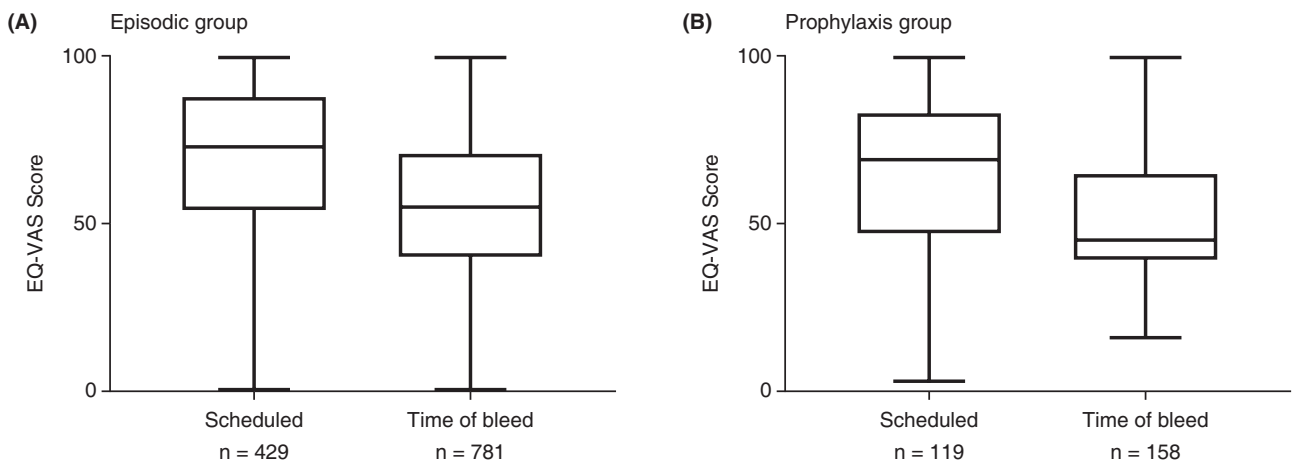 (A) Episodic group
EQ-VAS Score
100
50
0
Scheduled Time of bleed
n = 429 n = 781
(B) Prophylaxis group
EQ-VAS Score
100
50
0
Scheduled Time of bleed
n = 119 n = 158